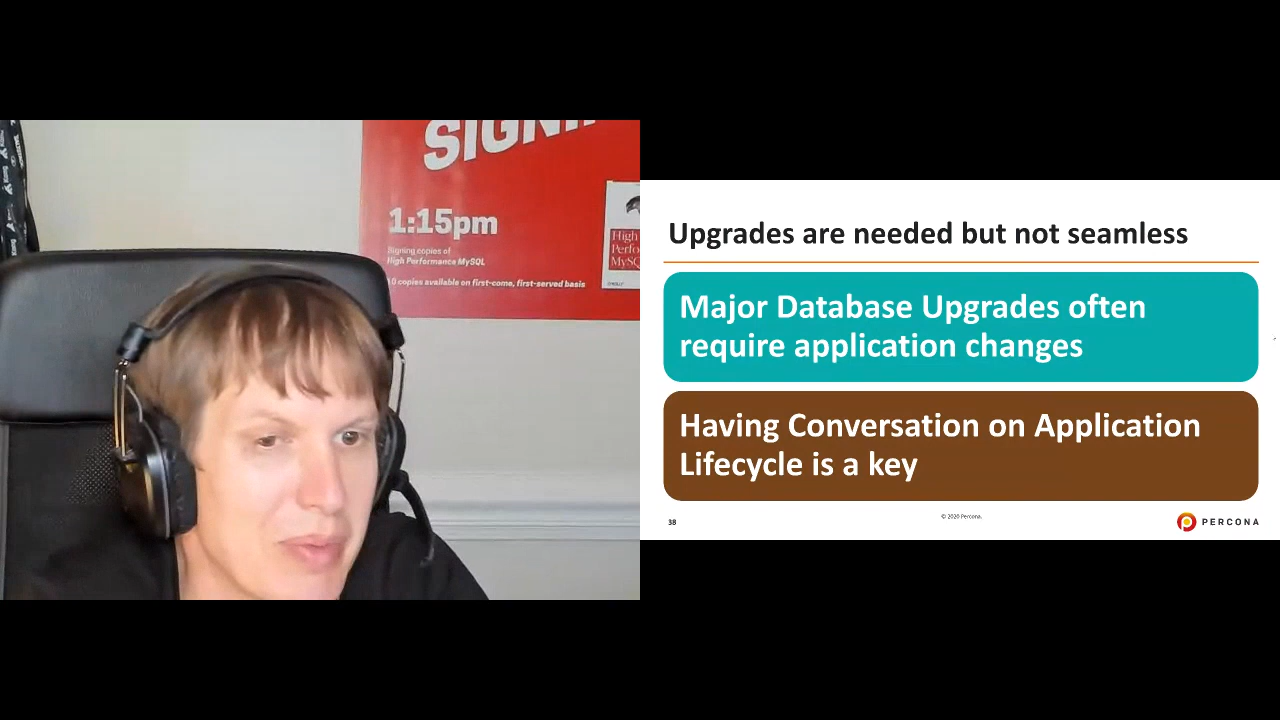 SIGNI
1:15pm
Signing copies of
High Performance MySQL
0 copies available on first-come, first-served basis
High
Perfo
MySQ
Upgrades are needed but not seamless
Major Database Upgrades often
require application changes
Having Conversation on Application
Lifecycle is a key
38
© 2020 Percona.
PERCONA